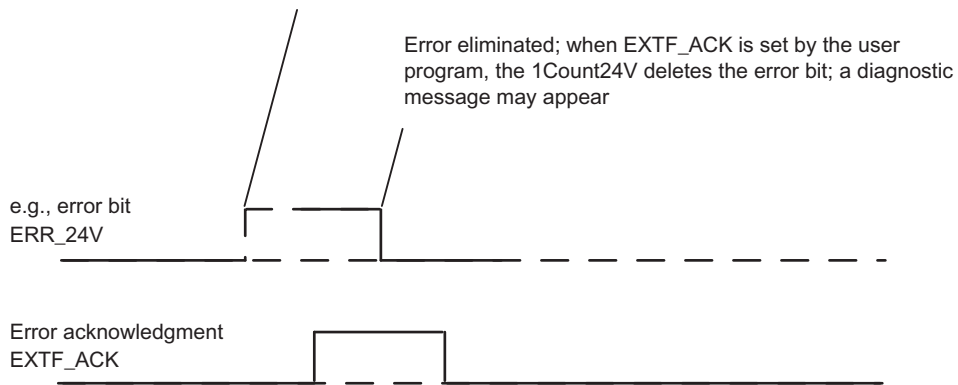 Error eliminated; when EXTF_ACK is set by the user
program, the 1Count24V deletes the error bit; a diagnostic
message may appear
e.g., error bit
ERR_24V
Error acknowledgment
EXTF_ACK